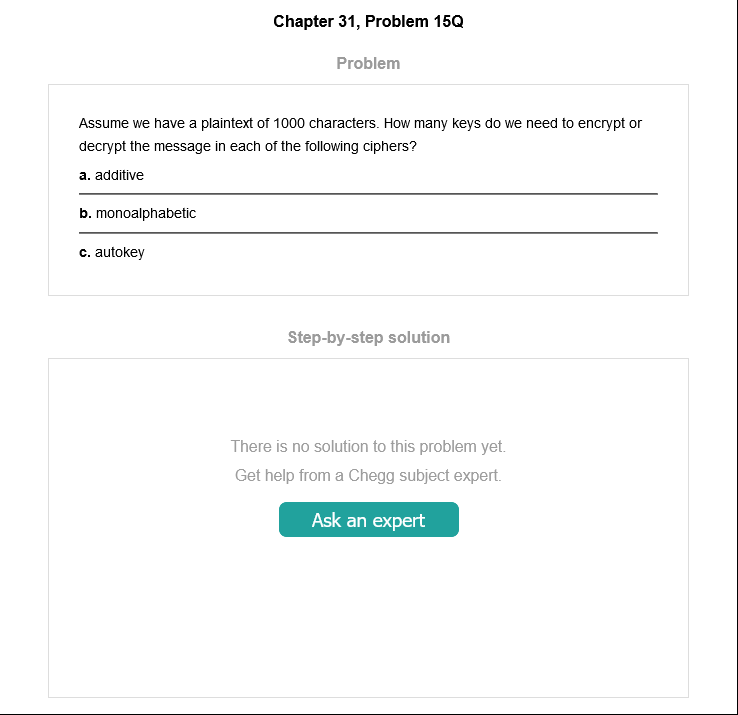 Chapter 31, Problem 15Q
Problem
Assume we have a plaintext of 1000 characters. How many keys do we need to encrypt or
decrypt the message in each of the following ciphers?
a. additive
b. monoalphabetic
c. autokey
Step-by-step solution
There is no solution to this problem yet.
Get help from a Chegg subject expert.
Ask an expert